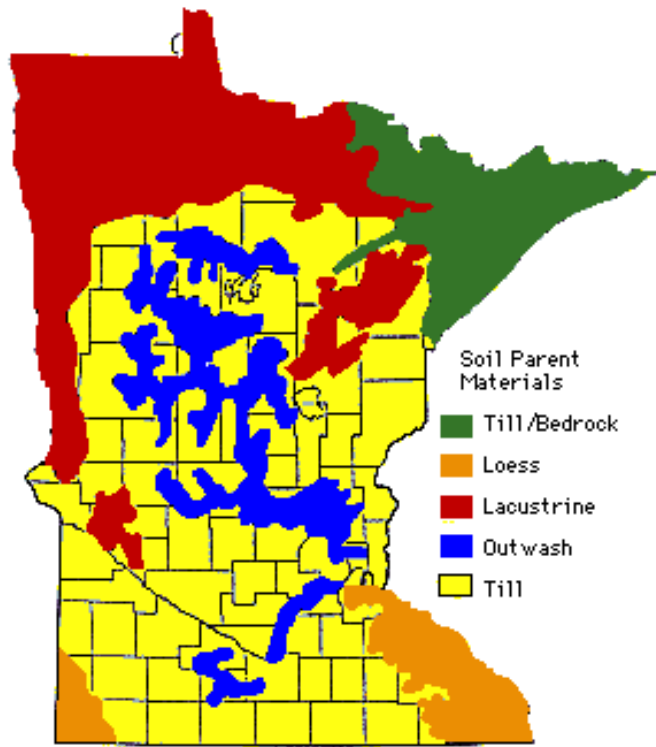 Soil Parent
Materials
Till/Bedrock
Loess
Lacustrine
Outwash
Till